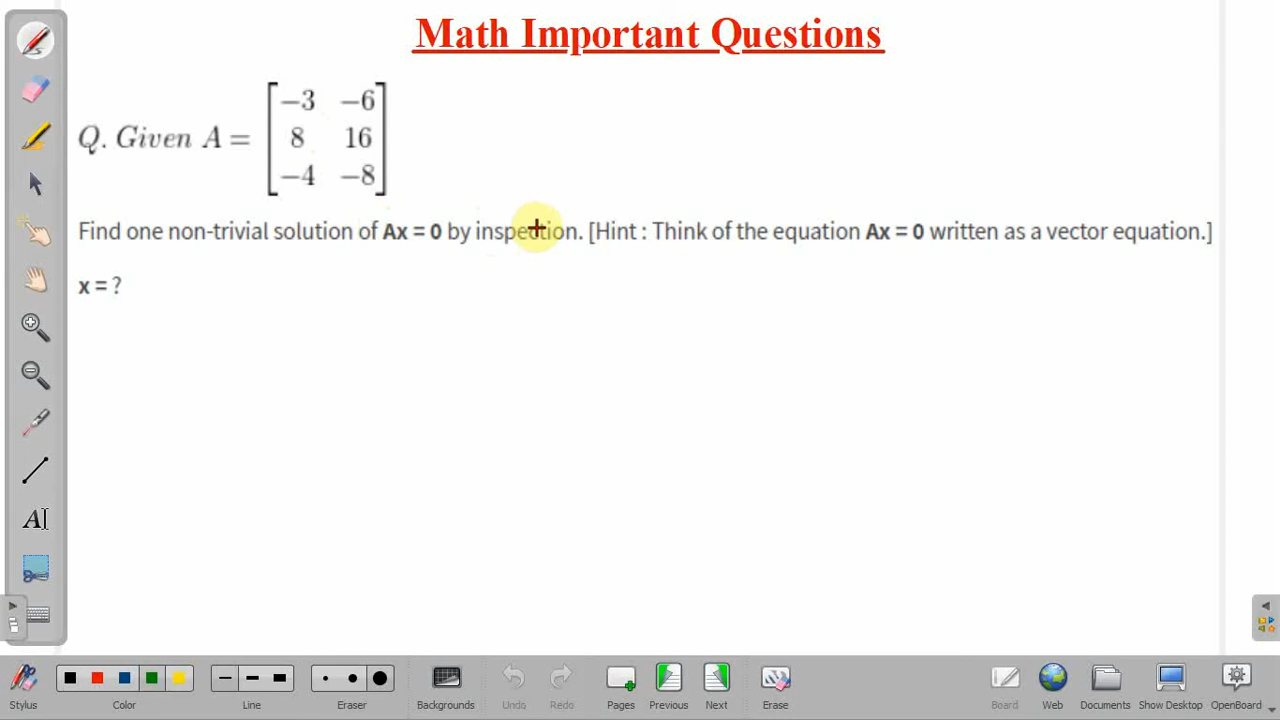 Math Important Questions
−3 −6
Q. Given A = 8 16
−4 −8
Find one non-trivial solution of Ax = 0 by inspection. [Hint : Think of the equation Ax = 0 written as a vector equation.]
x = ?
A
Stylus Color Line Eraser Backgrounds Undo Redo Pages Previous Next Erase Board Web Documents Show Desktop OpenBoard